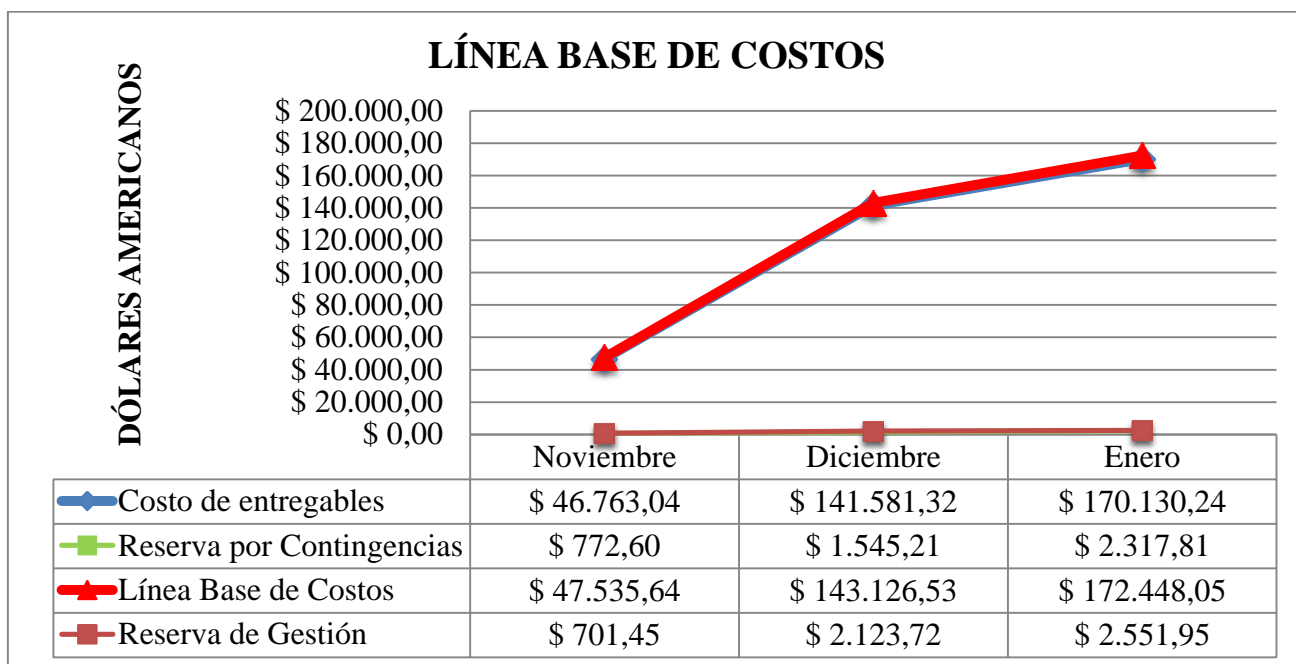 LÍNEA BASE DE COSTOS
DÓLARES AMERICANOS
$ 200.000,00
$ 180.000,00
$ 160.000,00
$ 140.000,00
$ 120.000,00
$ 100.000,00
$ 80.000,00
$ 60.000,00
$ 40.000,00
$ 20.000,00
$ 0,00
Noviembre Diciembre Enero
Costo de entregables $ 46.763,04 $ 141.581,32 $ 170.130,24
Reserva por Contingencias $ 772,60 $ 1.545,21 $ 2.317,81
Línea Base de Costos $ 47.535,64 $ 143.126,53 $ 172.448,05
Reserva de Gestión $ 701,45 $ 2.123,72 $ 2.551,95